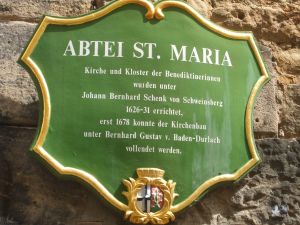 ABTEI ST. MARIA
Kirche und Kloster der Benediktinerinnen
wurden unter
Johann Bernhard Schenk von Schweinsberg
1626-31 errichtet,
erst 1678 konnte der Kirchenbau
unter Bernhard Gustav v. Baden-Durlach
vollendet werden.